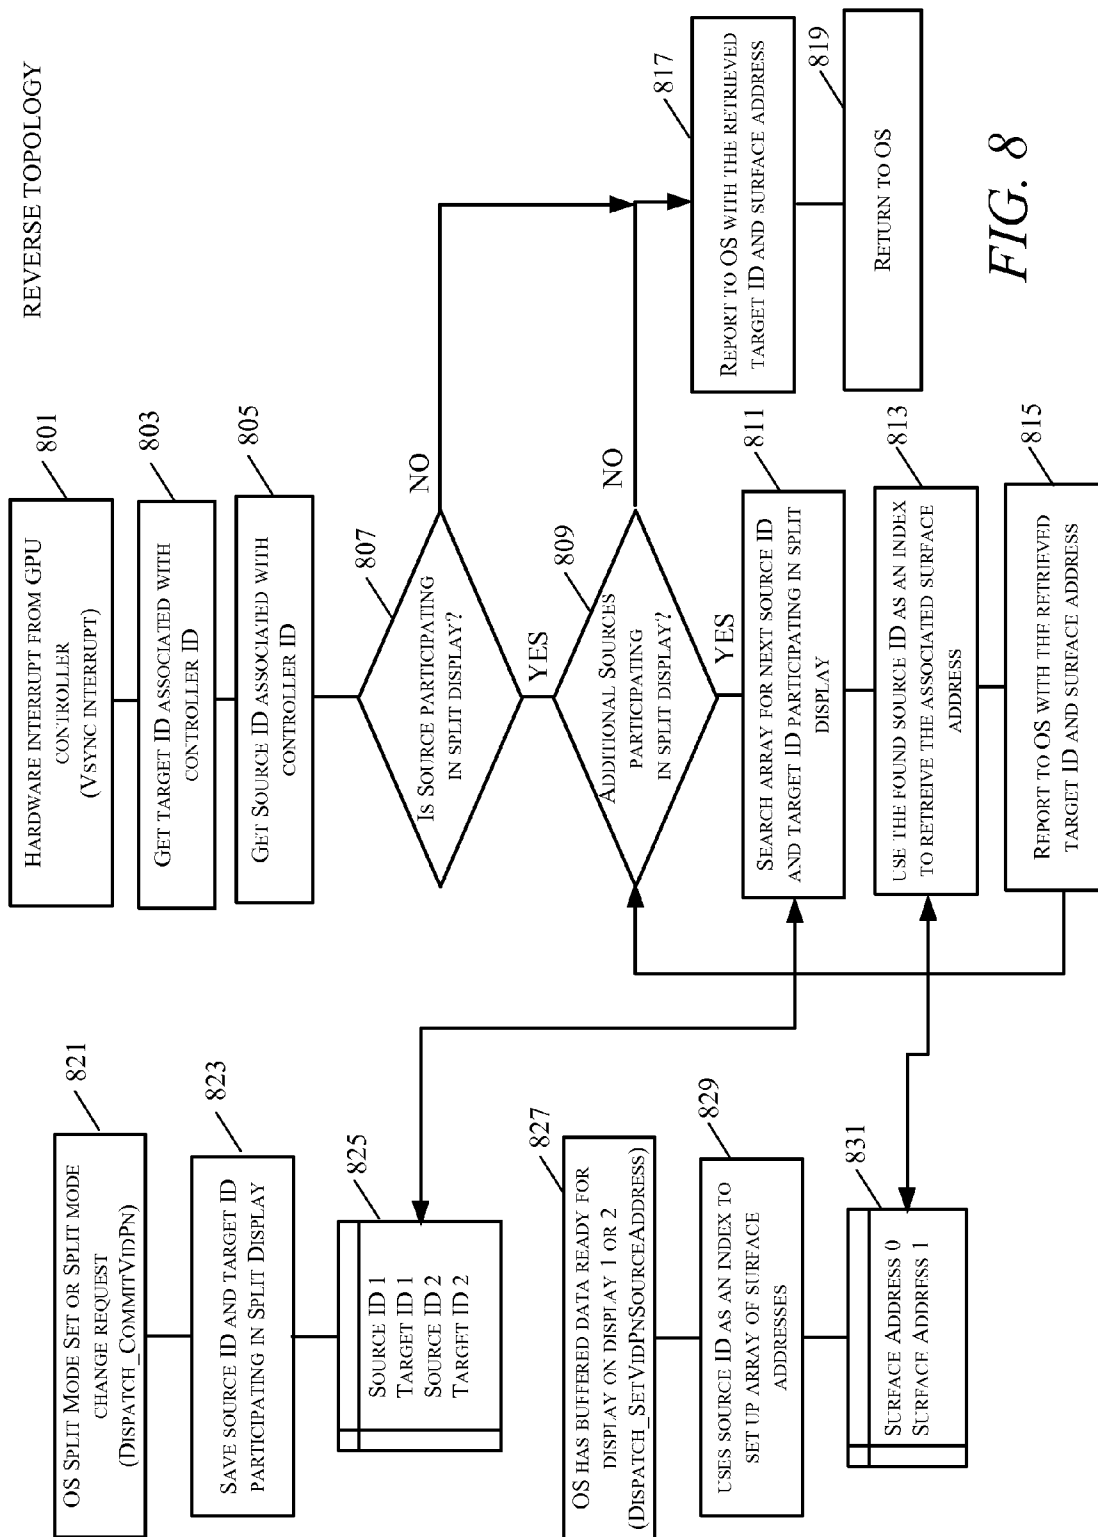 REVERSE TOPOLOGY
801
HARDWARE INTERRUPT FROM GPU
CONTROLLER
(VSYNC INTERRUPT)
803
GET TARGET ID ASSOCIATED WITH
CONTROLLER ID
805
GET SOURCE ID ASSOCIATED WITH
CONTROLLER ID
807
IS SOURCE PARTICIPATING
IN SPLIT DISPLAY?
NO
YES
809
ADDITIONAL SOURCES
PARTICIPATING
IN SPLIT DISPLAY?
NO
YES
811
SEARCH ARRAY FOR NEXT SOURCE ID
AND TARGET ID PARTICIPATING IN SPLIT
DISPLAY
813
USE THE FOUND SOURCE ID AS AN INDEX
TO RETREIVE THE ASSOCIATED SURFACE
ADDRESS
815
REPORT TO OS WITH THE RETRIEVED
TARGET ID AND SURFACE ADDRESS
817
REPORT TO OS WITH THE RETRIEVED
TARGET ID AND SURFACE ADDRESS
819
RETURN TO OS
821
OS SPLIT MODE SET OR SPLIT MODE
CHANGE REQUEST
(DISPATCH_COMMITVIDPN)
823
SAVE SOURCE ID AND TARGET ID
PARTICIPATING IN SPLIT DISPLAY
825
SOURCE ID 1
TARGET ID 1
SOURCE ID 2
TARGET ID 2
827
OS HAS BUFFERED DATA READY FOR
DISPLAY ON DISPLAY 1 OR 2
(DISPATCH_SETVIDPNSOURCEADDRESS)
829
USES SOURCE ID AS AN INDEX TO
SET UP ARRAY OF SURFACE
ADDRESSES
831
SURFACE ADDRESS 0
SURFACE ADDRESS 1
FIG. 8